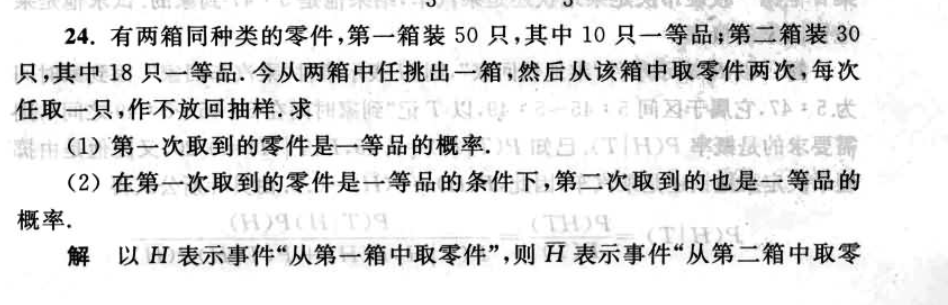 24. 有两箱同种类的零件,第一箱装 50 只,其中 10 只一等品;第二箱装 30
只,其中 18 只一等品. 今从两箱中任挑出一箱,然后从该箱中取零件两次,每次
任取一只,作不放回抽样. 求
(1) 第一次取到的零件是一等品的概率.
(2) 在第一次取到的零件是一等品的条件下,第二次取到的也是一等品的
概率.
解 以 H 表示事件“从第一箱中取零件”,则 H̅ 表示事件“从第二箱中取零